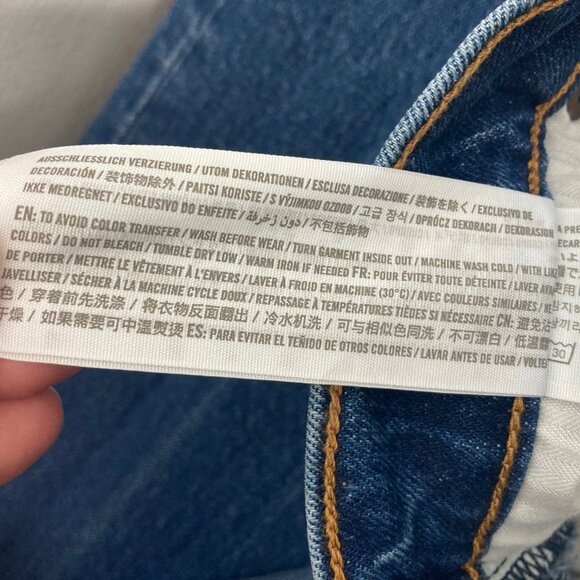 AUSSCHLIESSLICH VERZIERUNG / UTOM DEKORATIONEN / ESCLUSA DECORAZIONE / 装飾を除く / EXCLUSIVO DE
DECORACIÓN / 装饰物除外 / PAITSI KORISTE / S VÝJIMKOU OZDOB / 고급 장식 / OPRÓCZ DEKORACJI / DEKORASION
IKKE MEDREGNET / EXCLUSIVO DO ENFEITE / دون زخرفة / 不包括飾物
EN: TO AVOID COLOR TRANSFER / WASH BEFORE WEAR / TURN GARMENT INSIDE OUT / MACHINE WASH COLD / WITH LIKE
COLORS / DO NOT BLEACH / TUMBLE DRY LOW / WARM IRON IF NEEDED FR: POUR ÉVITER TOUTE DÉTEINTE / LAVER AVANT
DE PORTER / METTRE LE VÊTEMENT À L'ENVERS / LAVER À FROID EN MACHINE (30°C) / AVEC COULEURS SIMILAIRES / NE
JAVELLISER / SÉCHER À LA MACHINE CYCLE DOUX / REPASSAGE À TEMPÉRATURES TIÈDES SI NÉCESSAIRE CN: 避免沾
色 / 穿着前先洗涤 / 将衣物反面翻出 / 冷水机洗 / 可与相似色同洗 / 不可漂白 / 低温
干燥 / 如果需要可中温熨烫 ES: PARA EVITAR EL TEÑIDO DE OTROS COLORES / LAVAR ANTES DE USAR / VOLTE
30